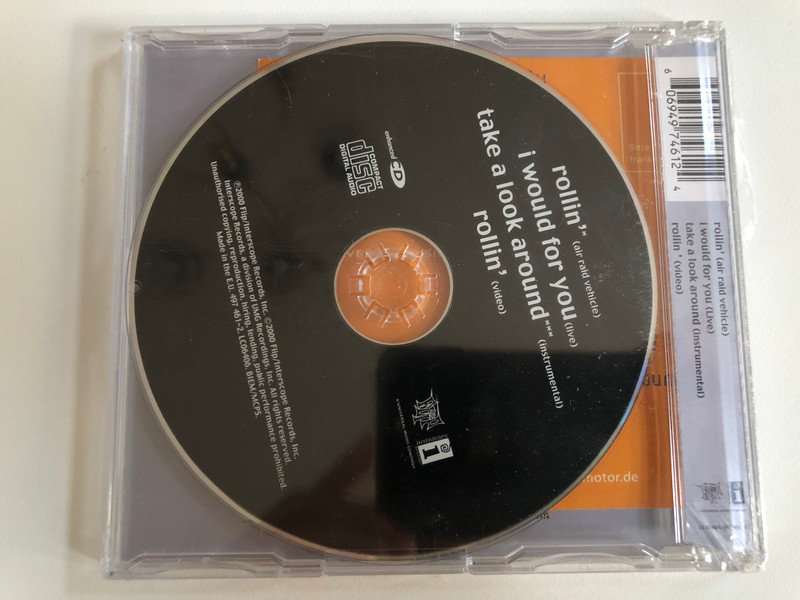 rollin'* (air raid vehicle)
i would for you (live)
take a look around*** (instrumental)
rollin' (video)
enhanced CD
COMPACT
disc
DIGITAL AUDIO
℗2000 Flip/Interscope Records, Inc. ©2000 Flip/Interscope Records, Inc.
Interscope Records, a division of UMG Recordings, Inc. All rights reserved
Unauthorised copying, reproduction, hiring, lending, public performance prohibited.
Made in the E.U. 497 461-2. LC06406. BIEM/MCPS.
INTERSCOPE
A UNIVERSAL MUSIC COMPANY
6 06949 74612 4
rollin' (air raid vehicle)
i would for you (Live)
take a look around (instrumental)
rollin ' (video)
motor.de